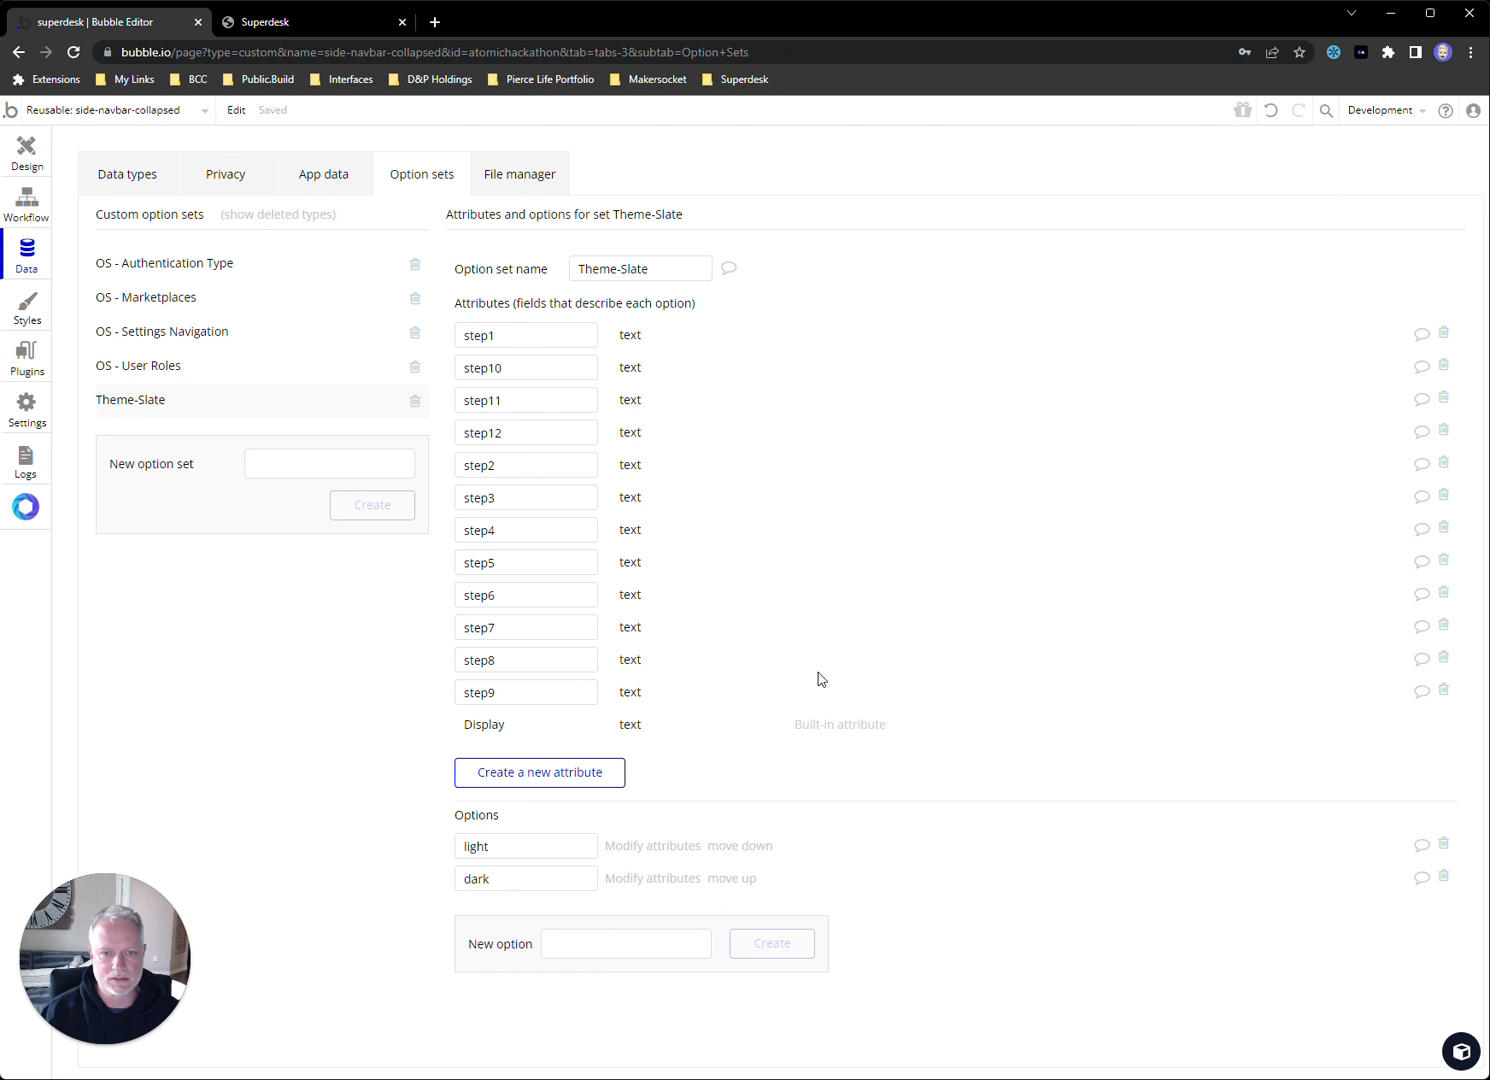 superdesk | Bubble Editor
Superdesk
bubble.io/page?type=custom&name=side-navbar-collapsed&id=atomichackathon&tab=tabs-3&subtab=Option+Sets
Extensions
My Links
BCC
Public.Build
Interfaces
D&P Holdings
Pierce Life Portfolio
Makersocket
Superdesk
Reusable: side-navbar-collapsed
Edit
Saved
Development
Design
Workflow
Data
Styles
Plugins
Settings
Logs
Data types
Privacy
App data
Option sets
File manager
Custom option sets (show deleted types)
OS - Authentication Type
OS - Marketplaces
OS - Settings Navigation
OS - User Roles
Theme-Slate
New option set
Create
Attributes and options for set Theme-Slate
Option set name Theme-Slate
Attributes (fields that describe each option)
step1 text
step10 text
step11 text
step12 text
step2 text
step3 text
step4 text
step5 text
step6 text
step7 text
step8 text
step9 text
Display text Built-in attribute
Create a new attribute
Options
light Modify attributes move down
dark Modify attributes move up
New option Create